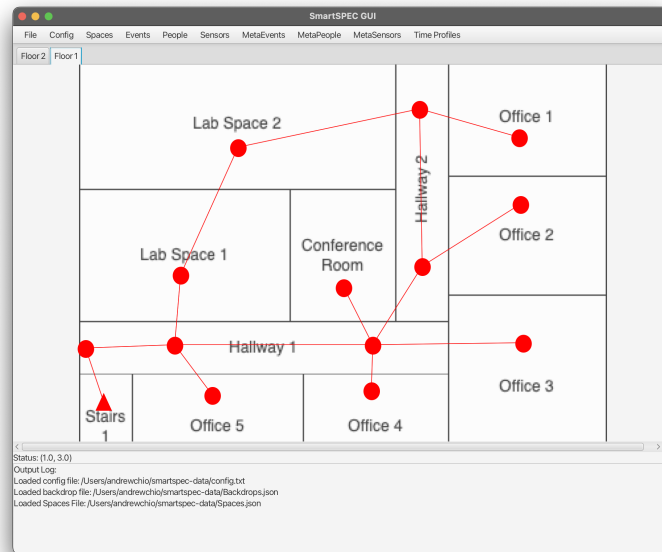 SmartSPEC GUI
File Config Spaces Events People Sensors MetaEvents MetaPeople MetaSensors Time Profiles
Floor 2 Floor 1
Lab Space 2
Office 1
Hallway 2
Office 2
Lab Space 1
Conference
Room
Hallway 1
Office 3
Stairs
1
Office 5
Office 4
Status: (1.0, 3.0)
Output Log:
Loaded config file: /Users/andrewchio/smartspec-data/config.txt
Loaded backdrop file: /Users/andrewchio/smartspec-data/Backdrops.json
Loaded Spaces File: /Users/andrewchio/smartspec-data/Spaces.json